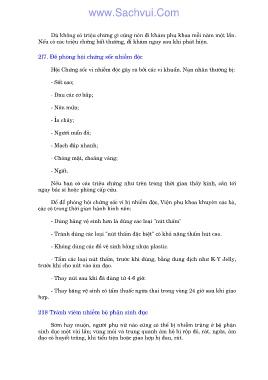 www.Sachvui.Com
Dù không có triệu chứng gì cũng nên đi khám phụ khoa mỗi năm một lần.
Nếu có các triệu chứng bất thường, đi khám ngay sau khi phát hiện.
217. Đề phòng hội chứng sốc nhiễm độc
Hội Chứng sốc vì nhiễm độc gây ra bởi các vi khuẩn. Nạn nhân thường bị:
- Sốt cao;
- Đau các cơ bắp;
- Nôn mửa;
- Ỉa chảy;
- Người mẩn đỏ;
- Mạch đập nhanh;
- Chóng mặt, choáng váng;
- Ngất.
Nếu bạn có các triệu chứng như trên trong thời gian thấy kinh, cần tới
ngay bác sĩ hoặc phòng cấp cứu.
Để đề phòng hội chứng sốc vì bị nhiễm độc, Viện phụ khoa khuyên các bà,
các cô trong thời gian hành kinh nên:
- Dùng băng vệ sinh hơn là dùng các loại "nút thấm"
- Tránh dùng các loại "nút thấm đặc biệt" có khả năng thấm hút cao.
- Không dùng các đồ vệ sinh bằng nhựa plastic.
- Tẩm các loại nút thấm, trước khi dùng, bằng dung dịch như K-Y Jelly,
trước khi cho nút vào âm đạo.
- Thay nút sau khi đã dùng từ 4-6 giờ.
- Thay băng vệ sinh có tẩm thuốc ngừa thai trong vòng 24 giờ sau khi giao
hợp.
218 Tránh viêm nhiễm bộ phận sinh dục
Sớm hay muộn, người phụ nữ nào cũng có thể bị nhiễm trùng ở bộ phận
sinh dục một vài lần; vùng môi và trung quanh âm hộ bị rộp đỏ, rát, ngứa, âm
đạo có huyết trắng, khi tiểu tiện hoặc giao hợp bị đau, rát.